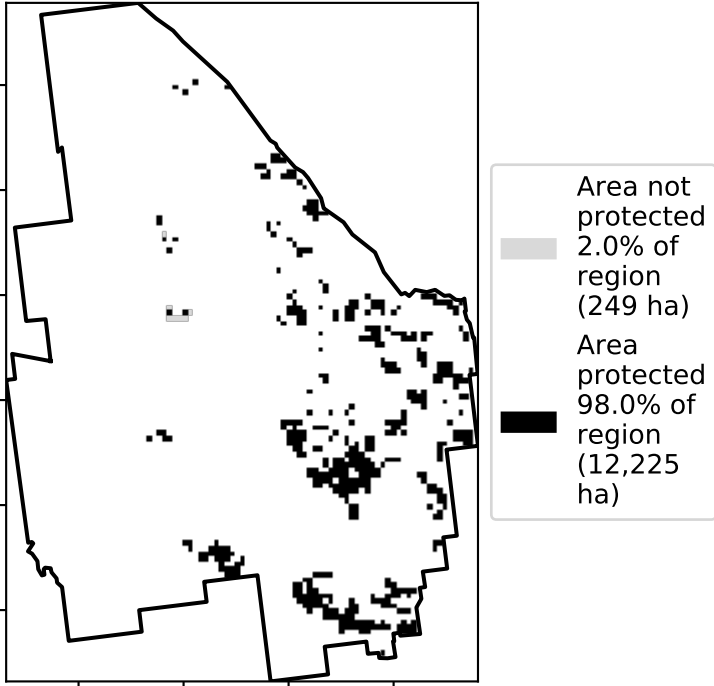 Area not
protected
2.0% of
region
(249 ha)
Area
protected
98.0% of
region
(12,225
ha)